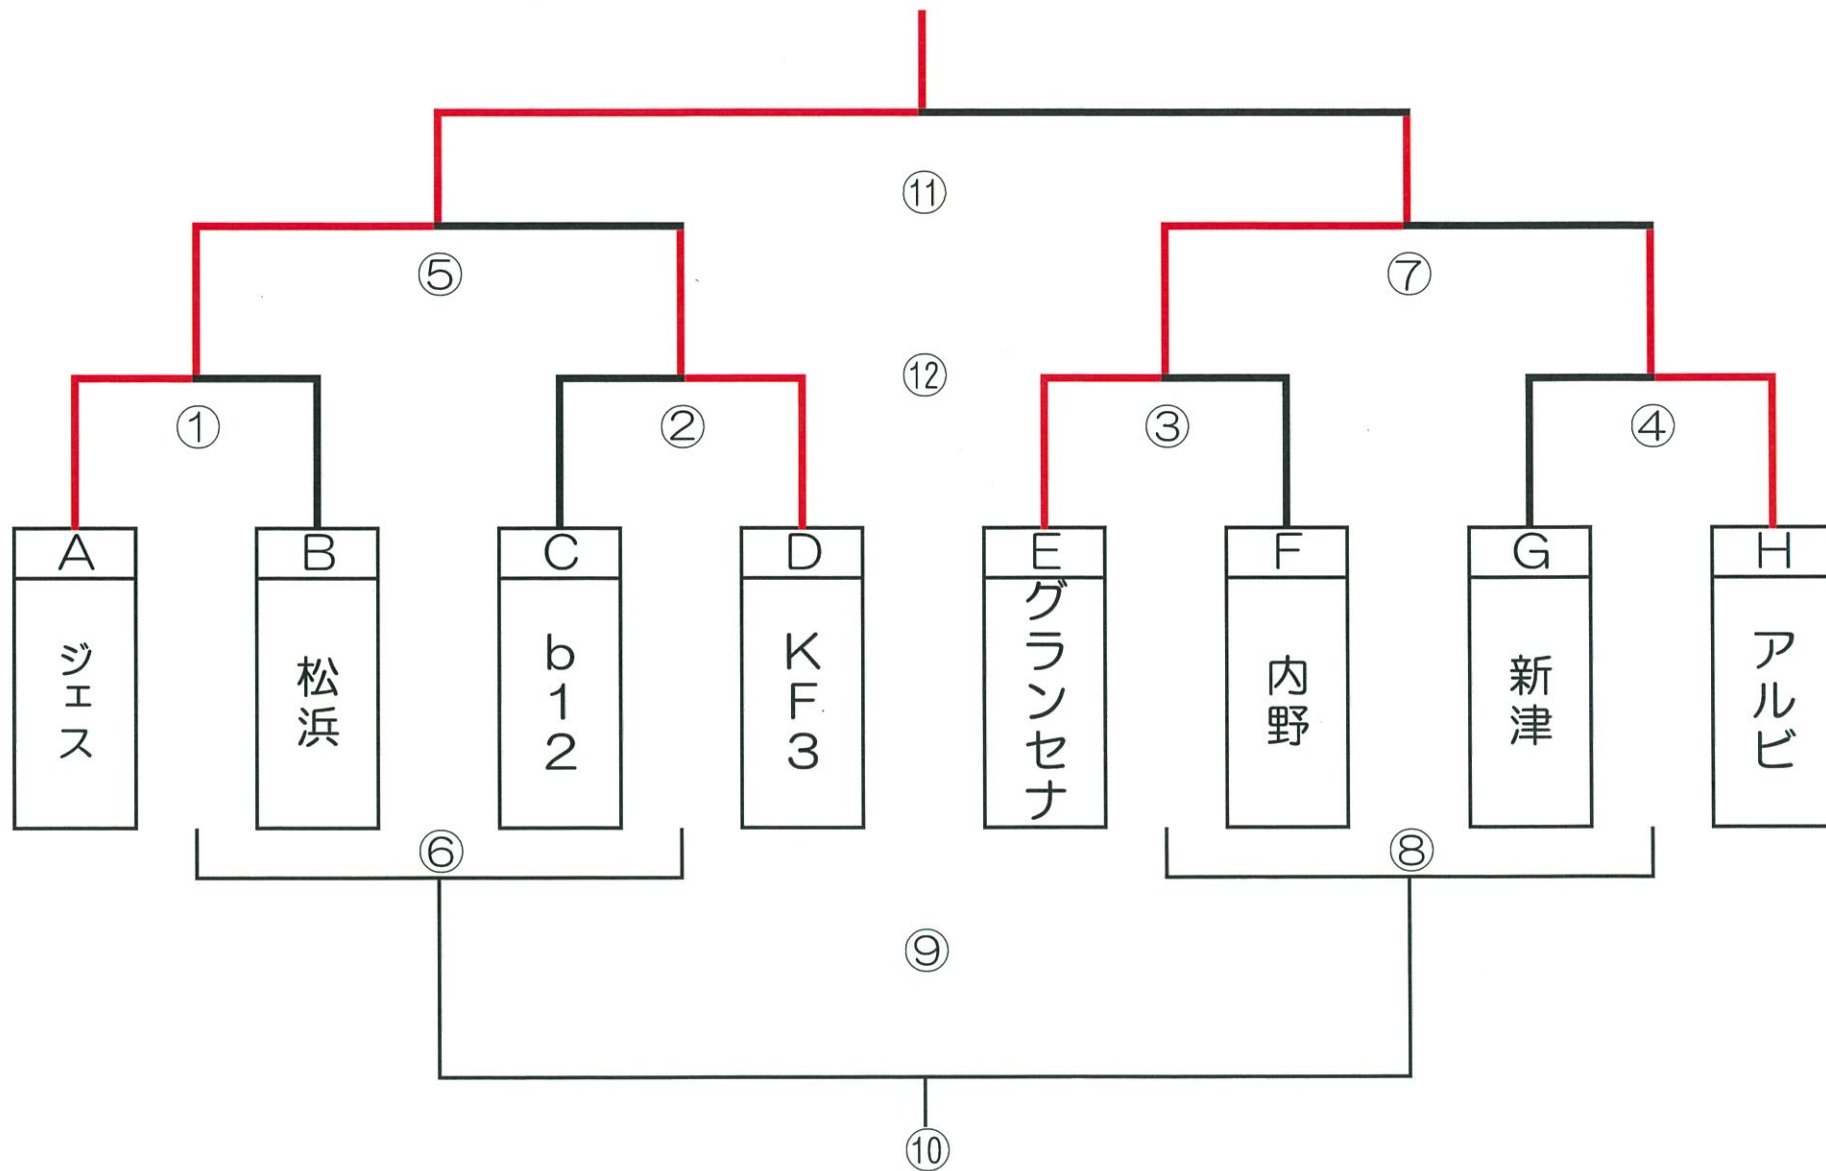 ⑪
⑤
⑦
⑫
①
②
③
④
A
B
C
D
E
F
G
H
ジェス
松浜
b12
KF3
グランセナ
内野
新津
アルビ
⑥
⑧
⑨
⑩